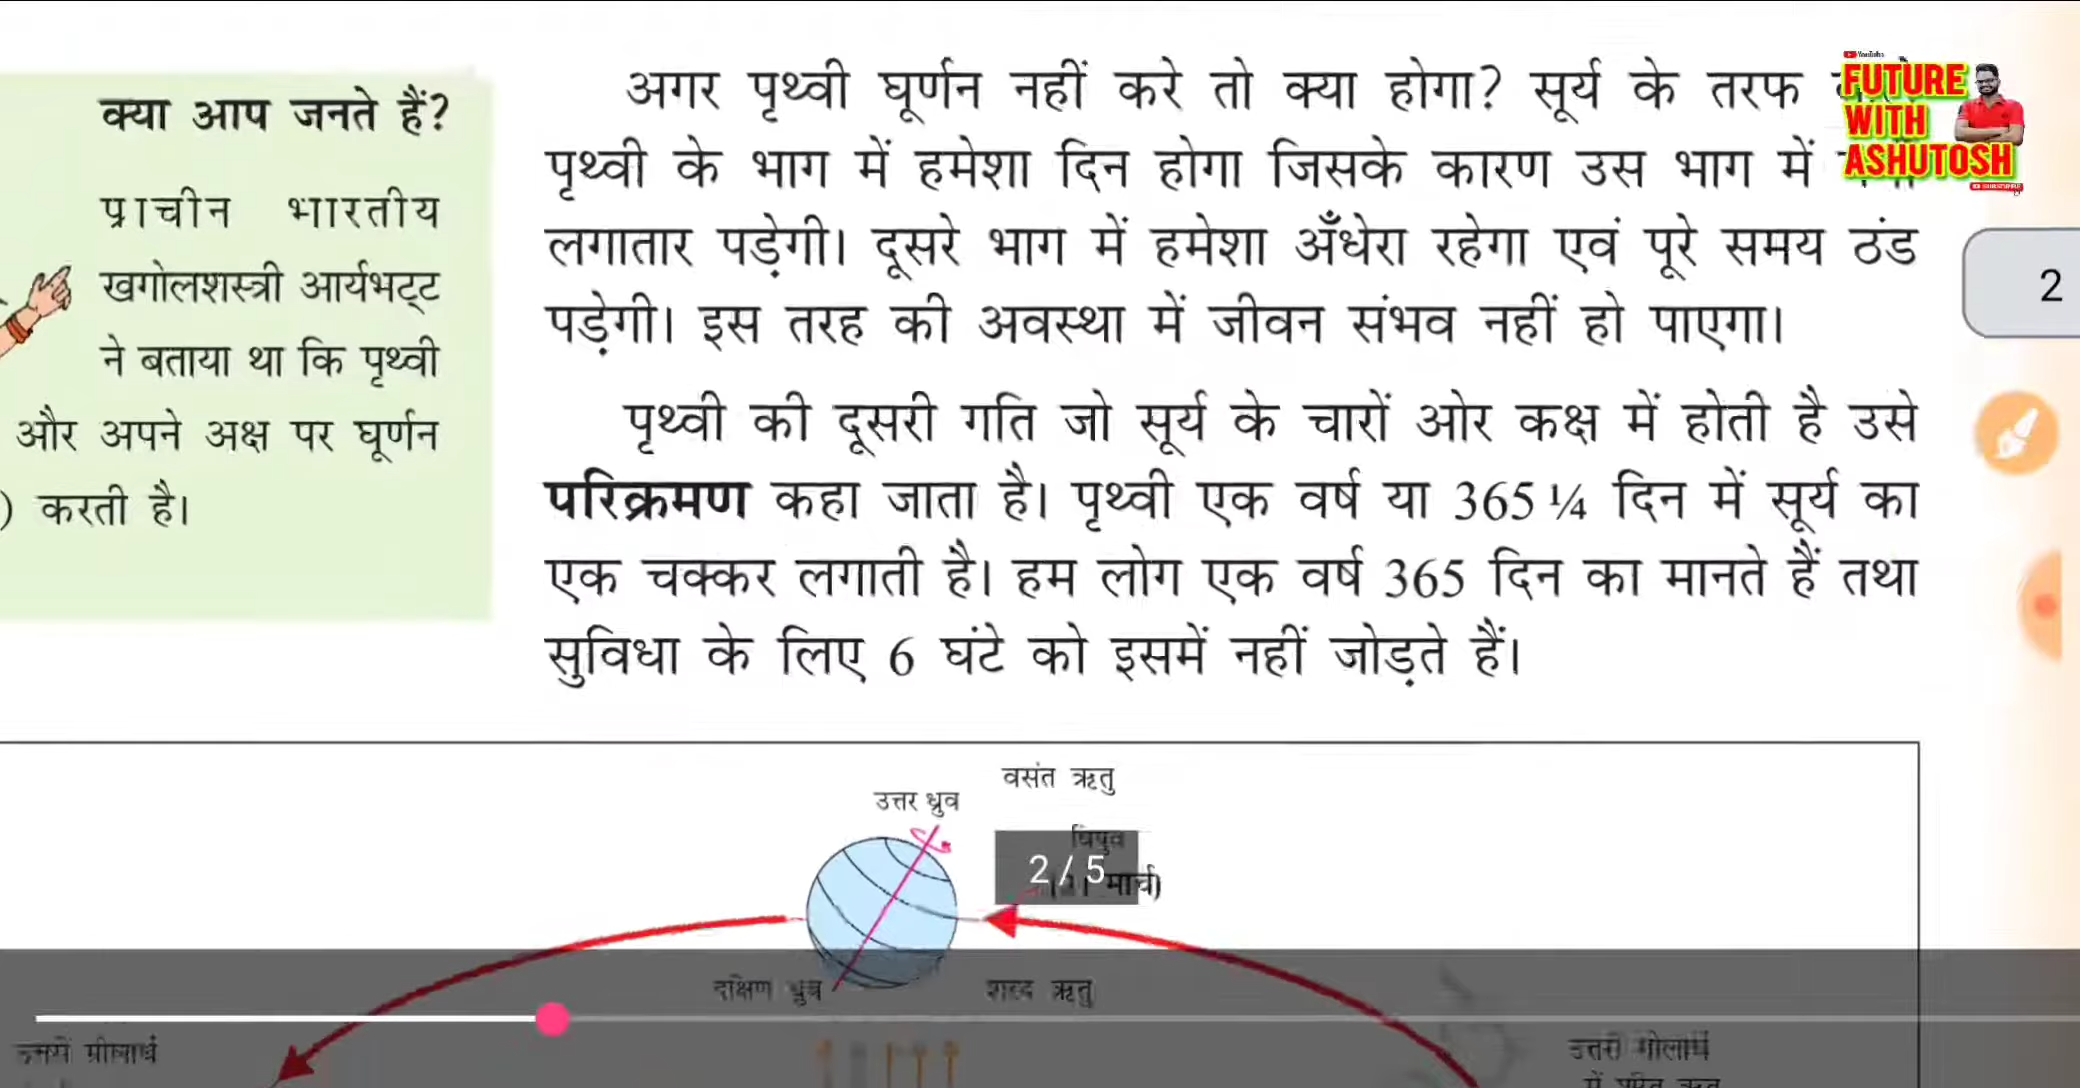 क्या आप जनते हैं?
प्राचीन भारतीय
खगोलशस्त्री आर्यभट्ट
ने बताया था कि पृथ्वी
और अपने अक्ष पर घूर्णन
) करती है।
अगर पृथ्वी घूर्णन नहीं करे तो क्या होगा? सूर्य के तरफ
पृथ्वी के भाग में हमेशा दिन होगा जिसके कारण उस भाग में
लगातार पड़ेगी। दूसरे भाग में हमेशा अँधेरा रहेगा एवं पूरे समय ठंड
पड़ेगी। इस तरह की अवस्था में जीवन संभव नहीं हो पाएगा।
पृथ्वी की दूसरी गति जो सूर्य के चारों ओर कक्ष में होती है उसे
परिक्रमण कहा जाता है। पृथ्वी एक वर्ष या 365 ¼ दिन में सूर्य का
एक चक्कर लगाती है। हम लोग एक वर्ष 365 दिन का मानते हैं तथा
सुविधा के लिए 6 घंटे को इसमें नहीं जोड़ते हैं।
YouTube
FUTURE
WITH
ASHUTOSH
SUBSCRIBE
2
वसंत ऋतु
उत्तर ध्रुव
विषुव
2 / 5
मार्च)
दक्षिण ध्रुव
शरद ऋतु
उत्तरी गोलार्ध